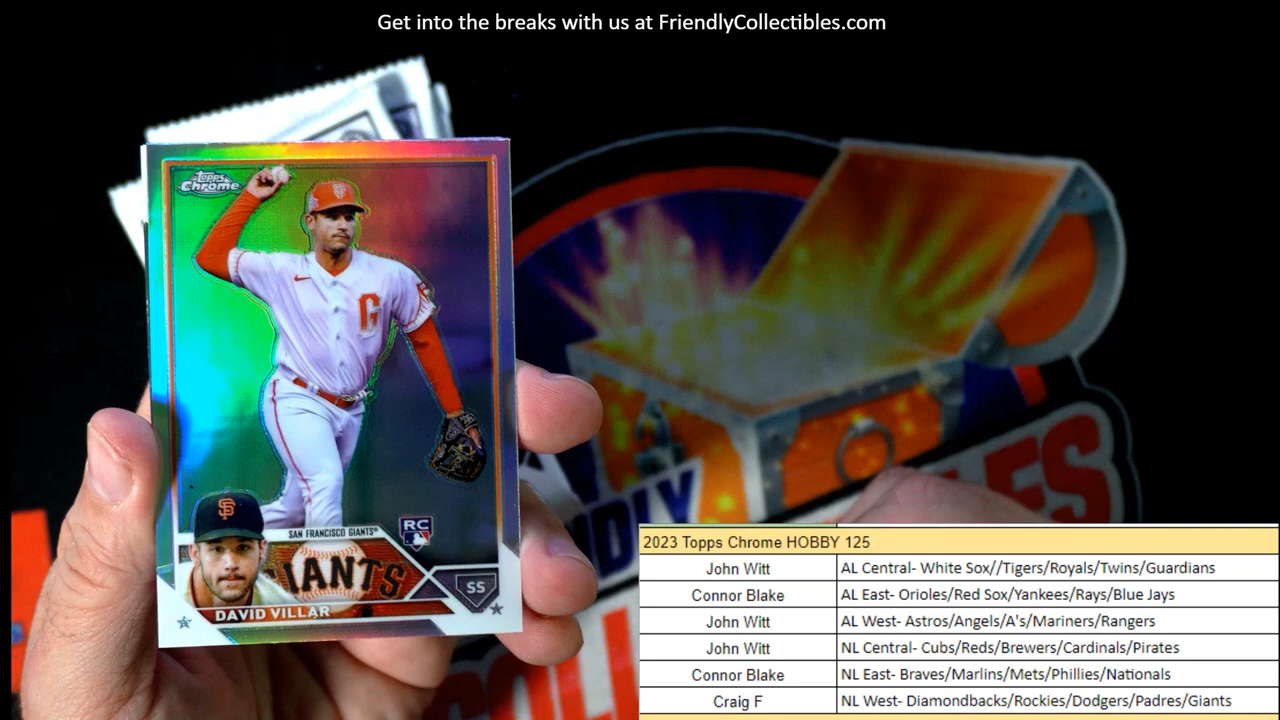 Get into the breaks with us at FriendlyCollectibles.com
Topps
Chrome
G
SF
SAN FRANCISCO GIANTS®
RC
GIANTS
SS
DAVID VILLAR
NDLY
ES
COLL
2023 Topps Chrome HOBBY 125
John Witt AL Central- White Sox//Tigers/Royals/Twins/Guardians
Connor Blake AL East- Orioles/Red Sox/Yankees/Rays/Blue Jays
John Witt AL West- Astros/Angels/A's/Mariners/Rangers
John Witt NL Central- Cubs/Reds/Brewers/Cardinals/Pirates
Connor Blake NL East- Braves/Marlins/Mets/Phillies/Nationals
Craig F NL West- Diamondbacks/Rockies/Dodgers/Padres/Giants